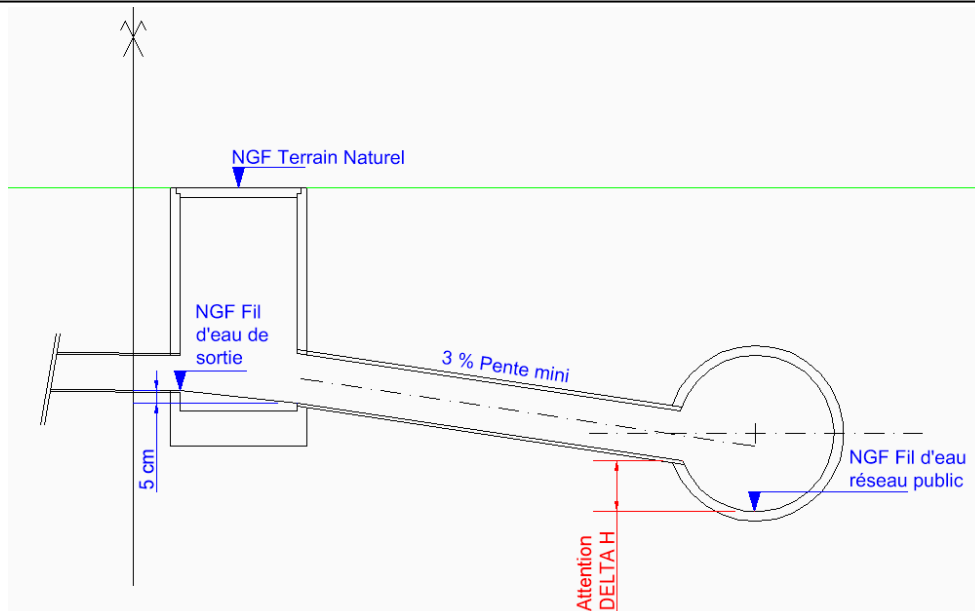 NGF Terrain Naturel
NGF Fil
d'eau de
sortie
3 % Pente mini
5 cm
NGF Fil d'eau
réseau public
Attention
DELTA H